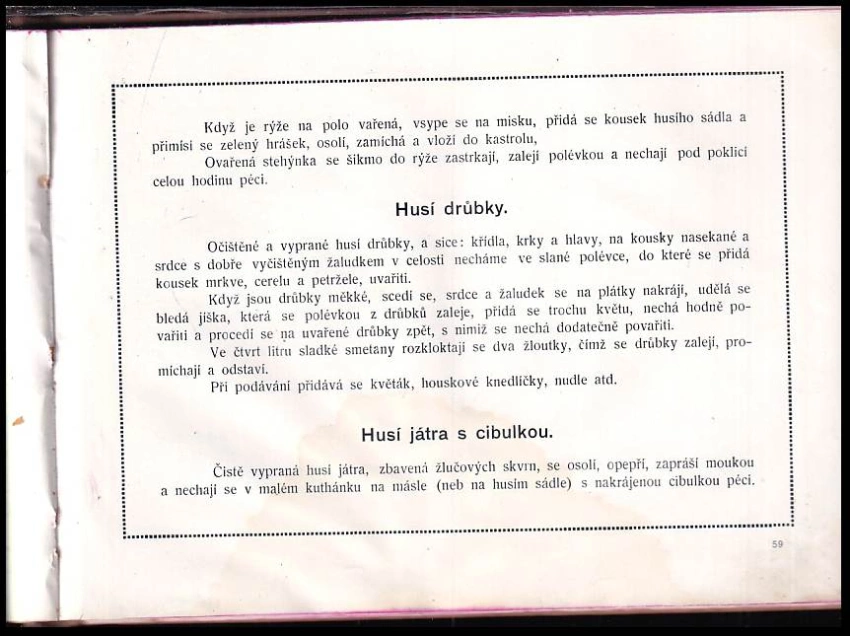 Když je rýže na polo vařená, vsype se na misku, přidá se kousek husího sádla a
přimísí se zelený hrášek, osolí, zamíchá a vloží do kastrolu,
Ovařená stehýnka se šikmo do rýže zastrkají, zalejí polévkou a nechají pod poklicí
celou hodinu péci.
Husí drůbky.
Očištěné a vyprané husí drůbky, a sice: křídla, krky a hlavy, na kousky nasekané a
srdce s dobře vyčištěným žaludkem v celosti necháme ve slané polévce, do které se přidá
kousek mrkve, cerelu a petržele, uvařiti.
Když jsou drůbky měkké, scedí se, srdce a žaludek se na plátky nakrájí, udělá se
bledá jíška, která se polévkou z drůbků zaleje, přidá se trochu květu, nechá hodně po-
vařiti a procedí se na uvařené drůbky zpět, s nimiž se nechá dodatečně povařiti.
Ve čtvrt litru sladké smetany rozkloktají se dva žloutky, čímž se drůbky zalejí, pro-
míchají a odstaví.
Při podávání přidává se květák, houskové knedlíčky, nudle atd.
Husí játra s cibulkou.
Čistě vypraná husí játra, zbavená žlučových skvrn, se osolí, opepří, zapráší moukou
a nechají se v malém kuthánku na másle (neb na husím sádle) s nakrájenou cibulkou péci.
59